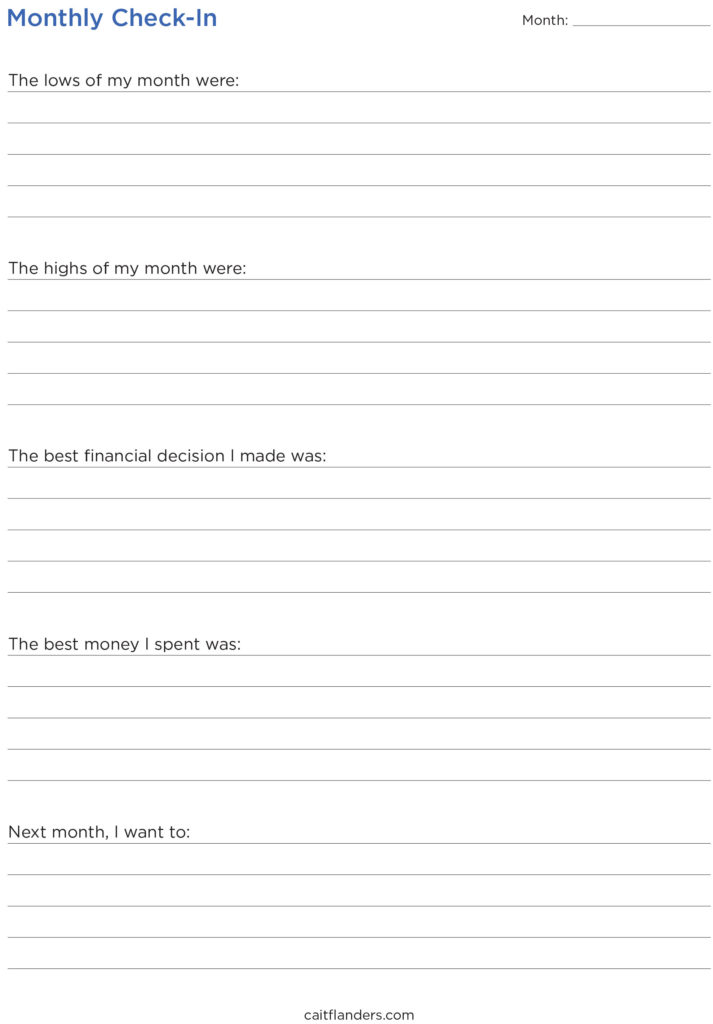 Monthly Check-In Month:
The lows of my month were:
The highs of my month were:
The best financial decision I made was:
The best money I spent was:
Next month, I want to:
caitflanders.com